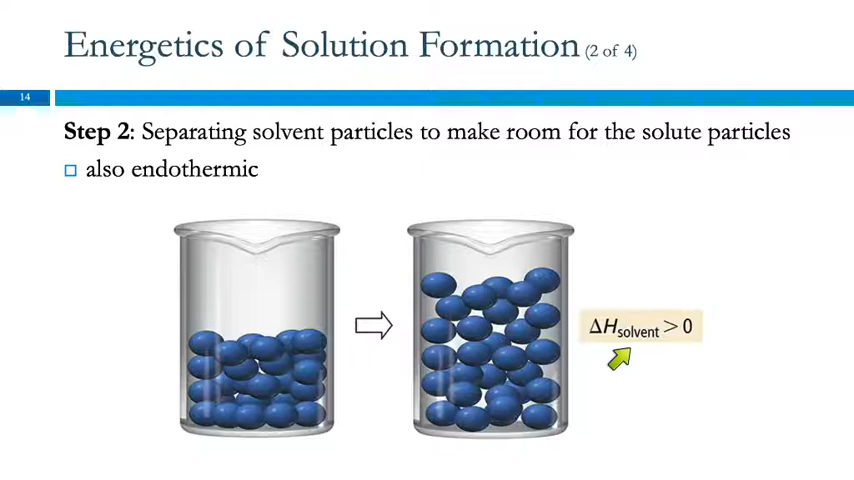 Energetics of Solution Formation (2 of 4)
14
Step 2: Separating solvent particles to make room for the solute particles
also endothermic
ΔHsolvent > 0